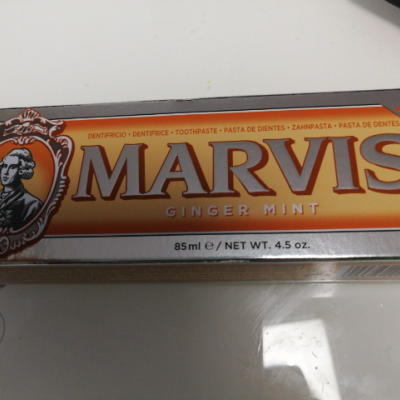 DENTIFRICIO • DENTIFRICE • TOOTHPASTE • PASTA DE DIENTES • ZAHNPASTA • PASTA DE DENTES
MARVIS
GINGER MINT
85ml e / NET WT. 4.5 oz.